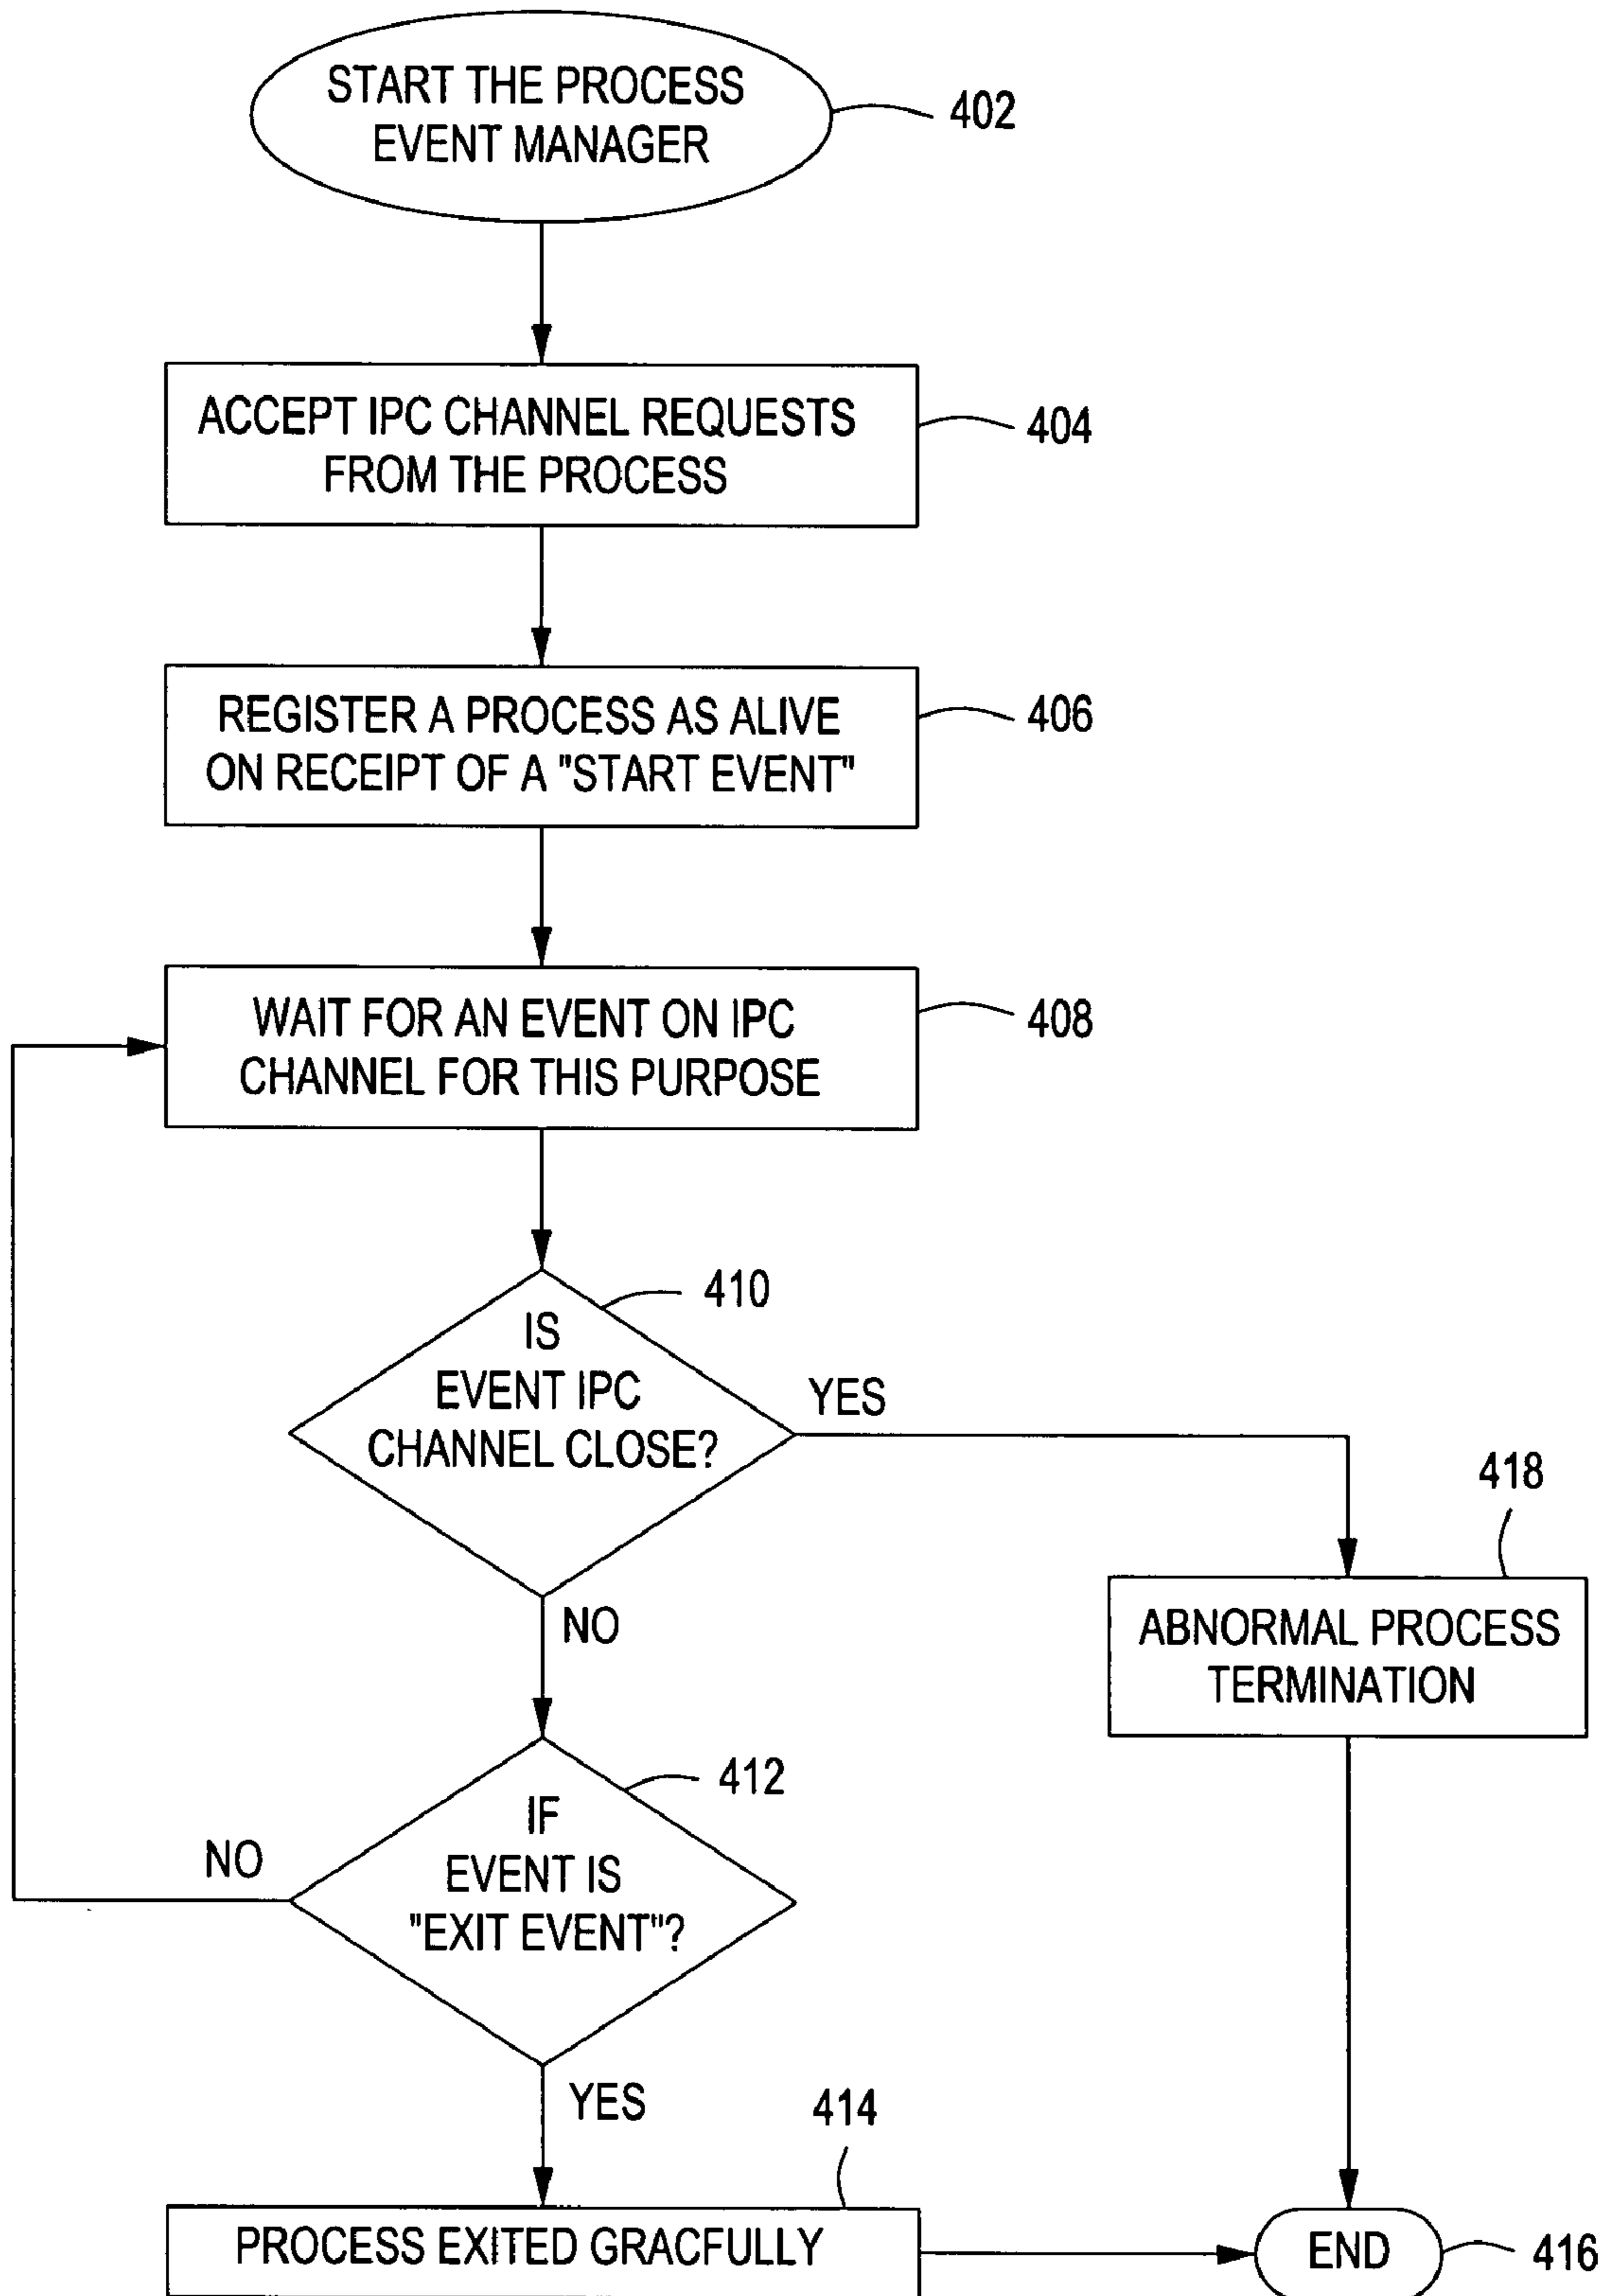 START THE PROCESS
EVENT MANAGER
402
ACCEPT IPC CHANNEL REQUESTS
FROM THE PROCESS
404
REGISTER A PROCESS AS ALIVE
ON RECEIPT OF A "START EVENT"
406
WAIT FOR AN EVENT ON IPC
CHANNEL FOR THIS PURPOSE
408
410
IS
EVENT IPC
CHANNEL CLOSE?
YES
NO
418
ABNORMAL PROCESS
TERMINATION
412
IF
EVENT IS
"EXIT EVENT"?
NO
YES
414
PROCESS EXITED GRACFULLY
END
416